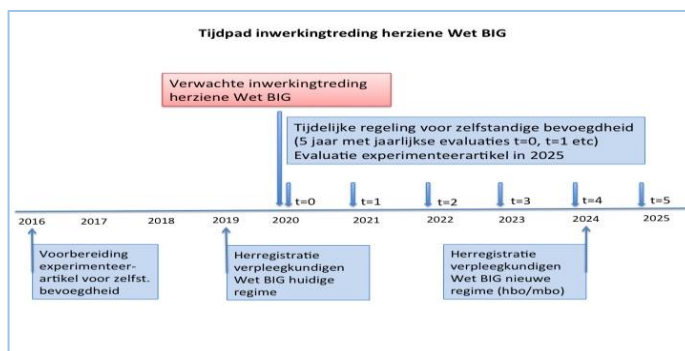 Tijdpad inwerkingtreding herziene Wet BIG
Verwachte inwerkingtreding
herziene Wet BIG
Tijdelijke regeling voor zelfstandige bevoegdheid
(5 jaar met jaarlijkse evaluaties t=0, t=1 etc)
Evaluatie experimenteerartikel in 2025
t=0 t=1 t=2 t=3 t=4 t=5
2016 2017 2018 2019 2020 2021 2022 2023 2024 2025
Voorbereiding
experimenteer-
artikel voor zelfst.
bevoegdheid
Herregistratie
verpleegkundigen
Wet BIG huidige
regime
Herregistratie
verpleegkundigen
Wet BIG nieuwe
regime (hbo/mbo)